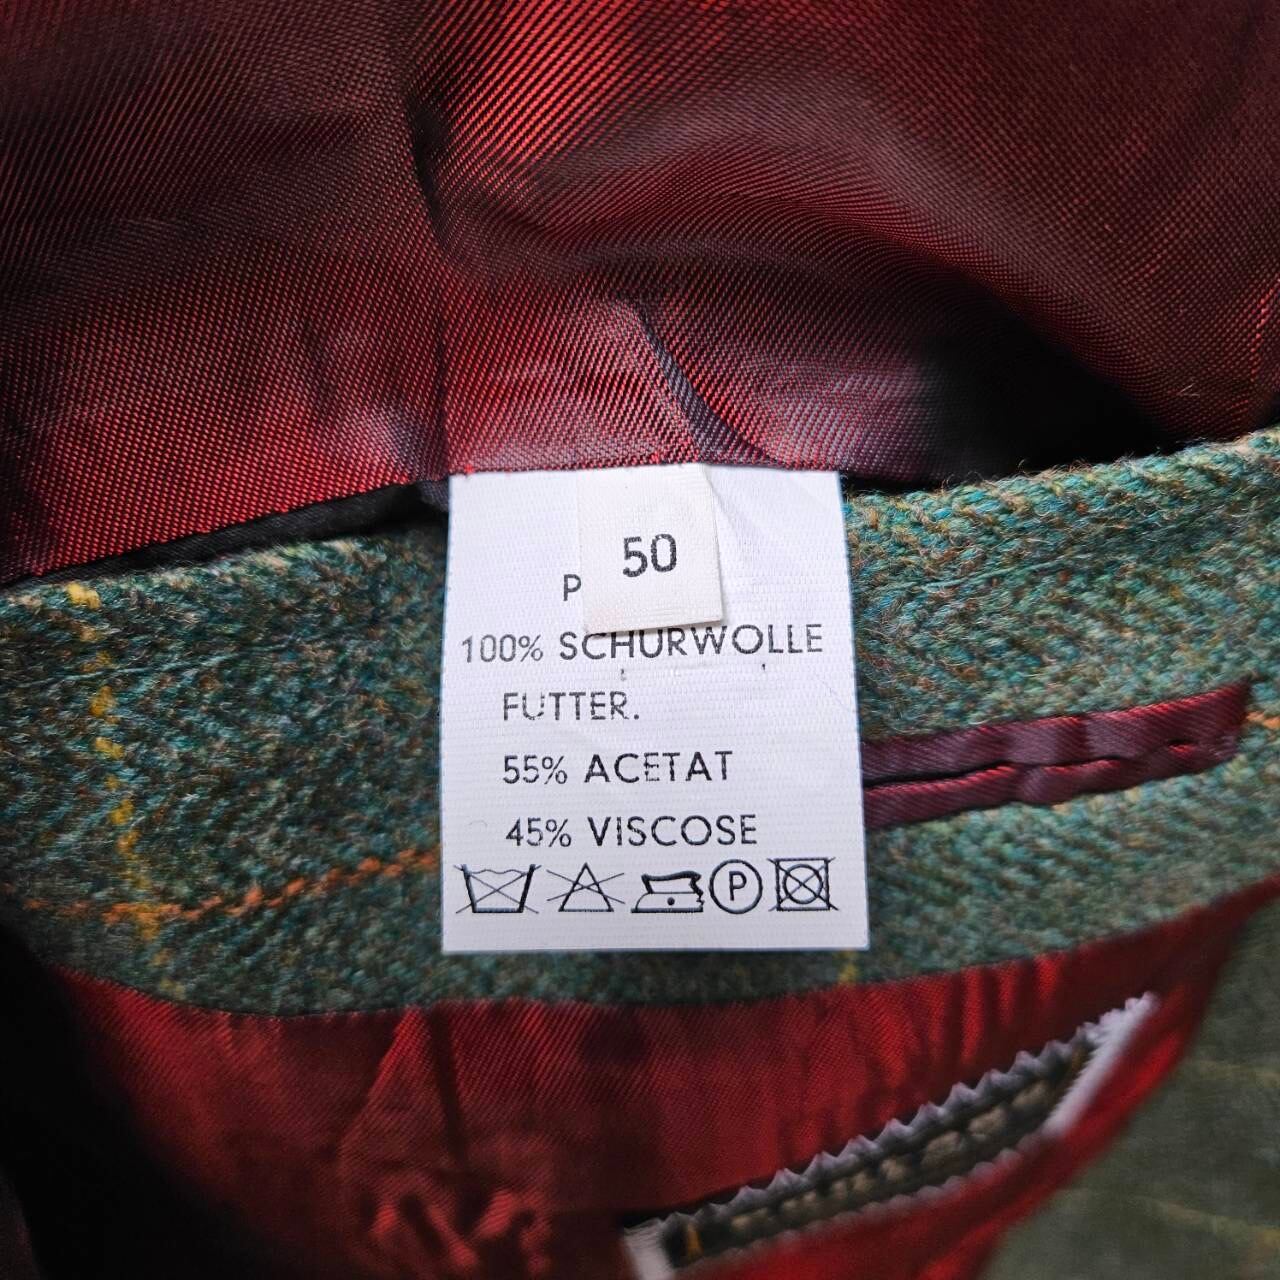 50
P
100% SCHURWOLLE
FUTTER.
55% ACETAT
45% VISCOSE
P